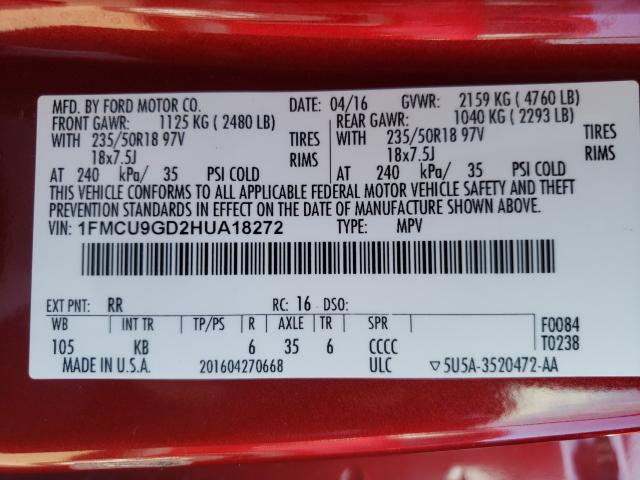 MFD. BY FORD MOTOR CO. DATE: 04/16 GVWR: 2159 KG ( 4760 LB)
FRONT GAWR: 1125 KG ( 2480 LB) REAR GAWR: 1040 KG ( 2293 LB)
WITH 235/50R18 97V TIRES WITH 235/50R18 97V TIRES
18x7.5J RIMS 18x7.5J RIMS
AT 240 kPa/ 35 PSI COLD AT 240 kPa/ 35 PSI COLD
THIS VEHICLE CONFORMS TO ALL APPLICABLE FEDERAL MOTOR VEHICLE SAFETY AND THEFT
PREVENTION STANDARDS IN EFFECT ON THE DATE OF MANUFACTURE SHOWN ABOVE.
VIN: 1FMCU9GD2HUA18272 TYPE: MPV
EXT PNT: RR RC: 16 DSO:
WB INT TR TP/PS R AXLE TR SPR F0084
105 KB 6 35 6 CCCC T0238
MADE IN U.S.A. 201604270668 ULC ▽5U5A-3520472-AA